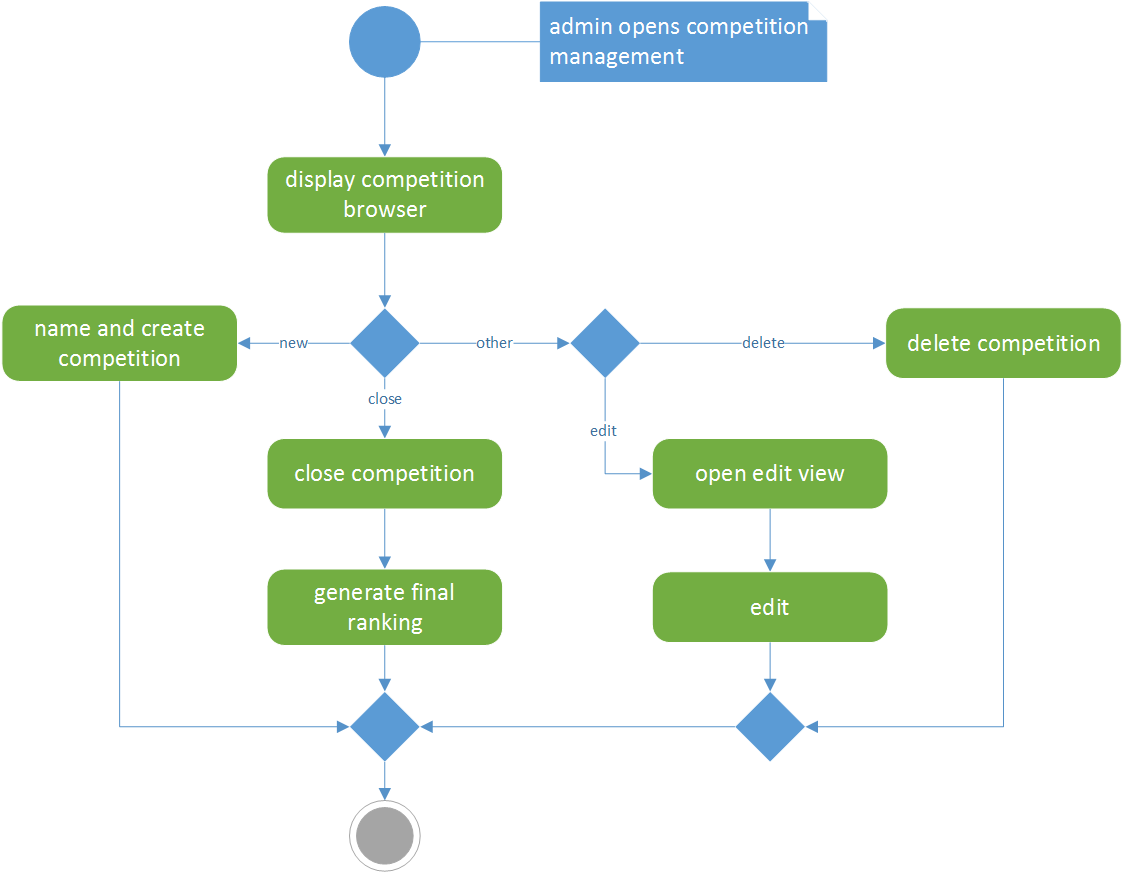 admin opens competition
management
display competition
browser
name and create
competition
new
other
delete
delete competition
close
edit
close competition
open edit view
generate final
ranking
edit